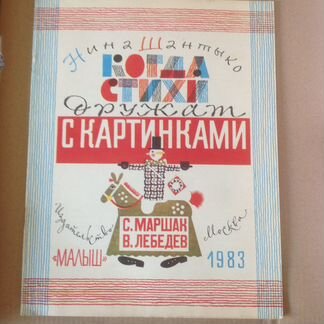 Нина Шантыко
КОГДА
СТИХИ
дружат
С КАРТИНКАМИ
С. МАРШАК
В. ЛЕБЕДЕВ
Издательство
«МАЛЫШ»
Москва
1983